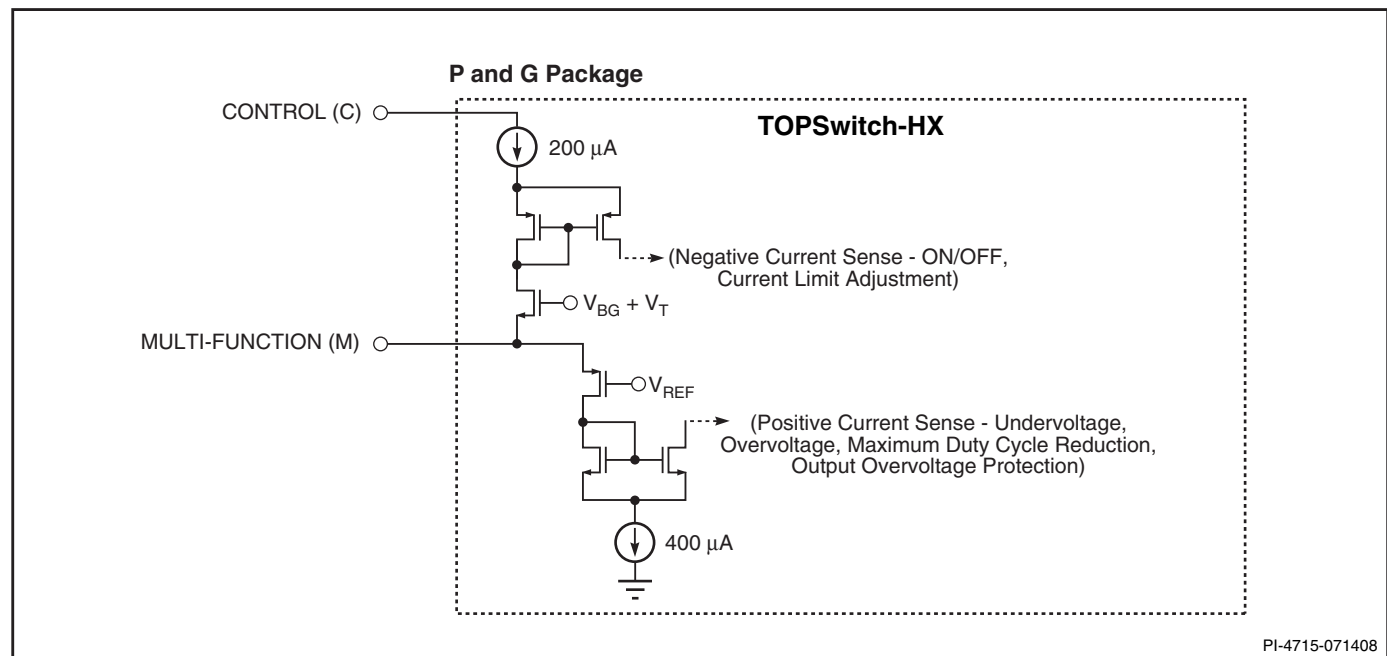 P and G Package
CONTROL (C)
TOPSwitch-HX
200 μA
(Negative Current Sense - ON/OFF,
Current Limit Adjustment)
V_BG + V_T
MULTI-FUNCTION (M)
V_REF
(Positive Current Sense - Undervoltage,
Overvoltage, Maximum Duty Cycle Reduction,
Output Overvoltage Protection)
400 μA
PI-4715-071408